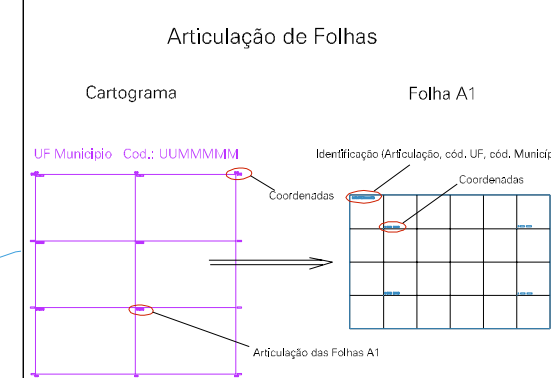 Articulação de Folhas
Cartograma
Folha A1
UF Municipio Cod.: UUMMMMM
Identificação (Articulação, cód. UF, cód. Municíp
Coordenadas
Coordenadas
Articulação das Folhas A1